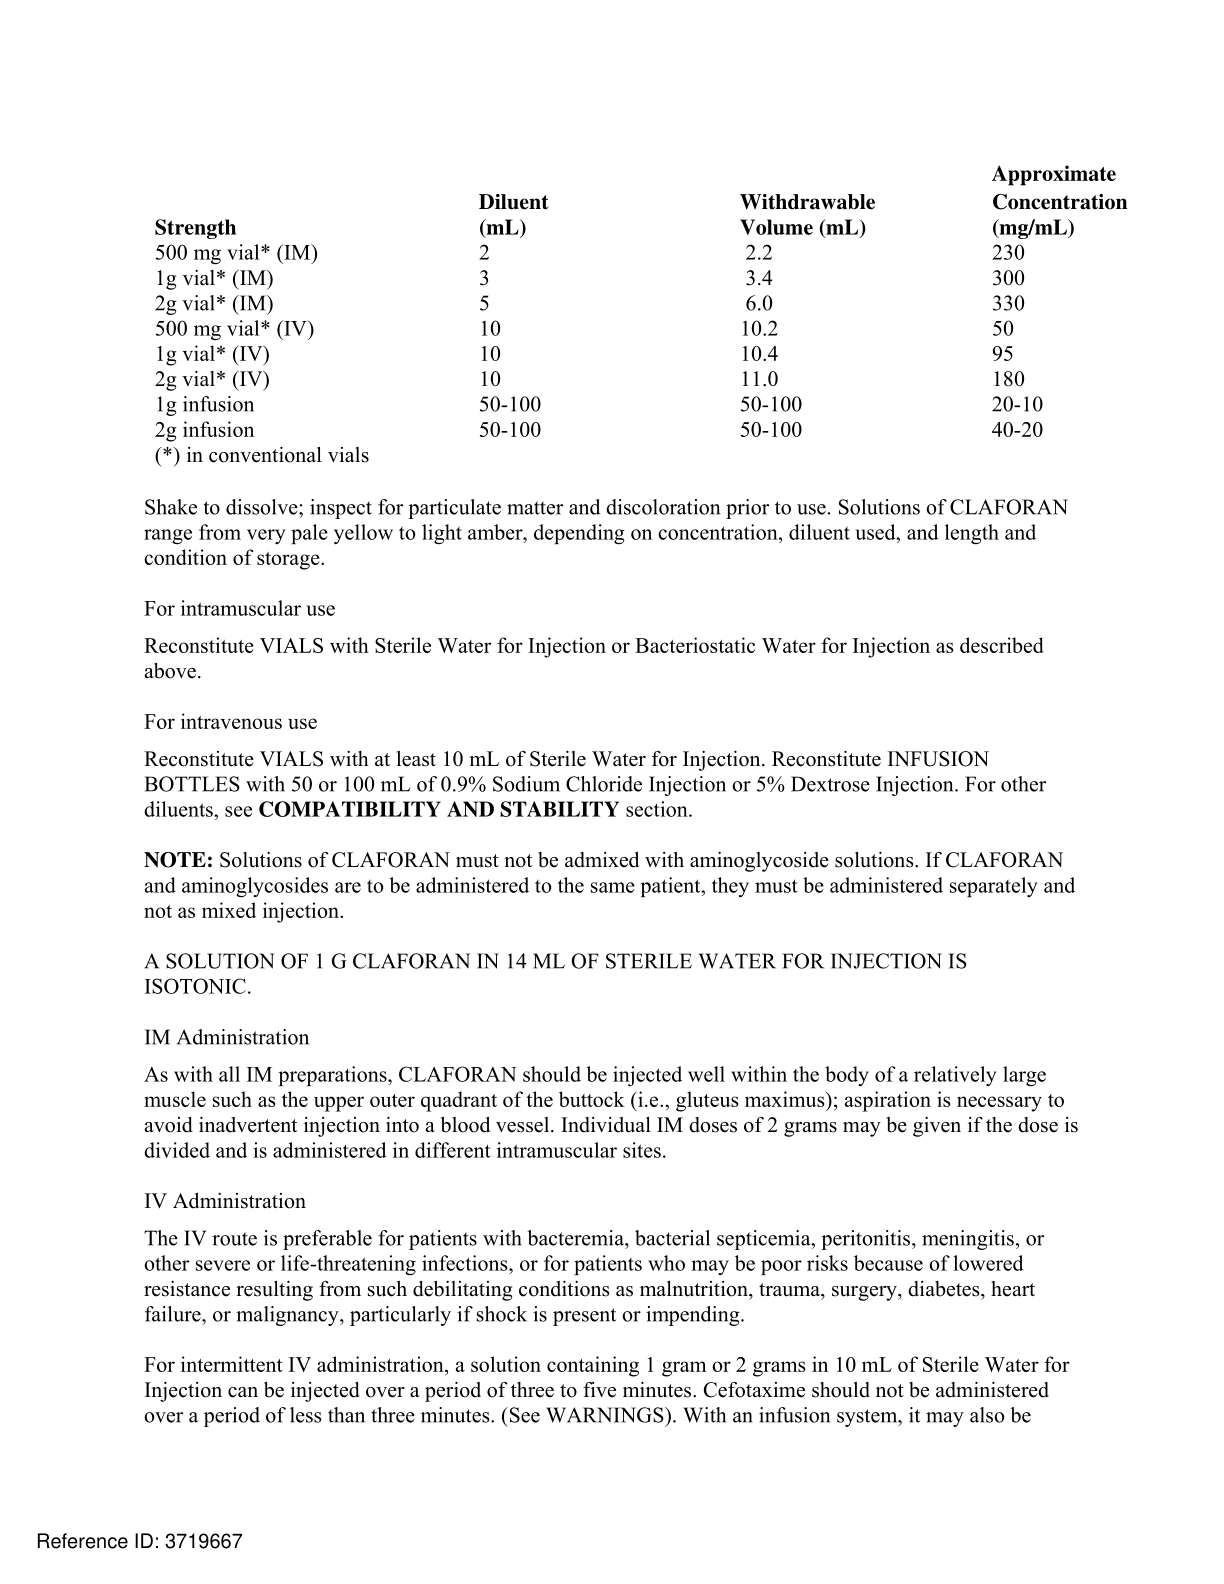 Strength Diluent (mL) Withdrawable Volume (mL) Approximate Concentration (mg/mL)
500 mg vial* (IM) 2 2.2 230
1g vial* (IM) 3 3.4 300
2g vial* (IM) 5 6.0 330
500 mg vial* (IV) 10 10.2 50
1g vial* (IV) 10 10.4 95
2g vial* (IV) 10 11.0 180
1g infusion 50-100 50-100 20-10
2g infusion 50-100 50-100 40-20
(*) in conventional vials
Shake to dissolve; inspect for particulate matter and discoloration prior to use. Solutions of CLAFORAN
range from very pale yellow to light amber, depending on concentration, diluent used, and length and
condition of storage.
For intramuscular use
Reconstitute VIALS with Sterile Water for Injection or Bacteriostatic Water for Injection as described
above.
For intravenous use
Reconstitute VIALS with at least 10 mL of Sterile Water for Injection. Reconstitute INFUSION
BOTTLES with 50 or 100 mL of 0.9% Sodium Chloride Injection or 5% Dextrose Injection. For other
diluents, see COMPATIBILITY AND STABILITY section.
NOTE: Solutions of CLAFORAN must not be admixed with aminoglycoside solutions. If CLAFORAN
and aminoglycosides are to be administered to the same patient, they must be administered separately and
not as mixed injection.
A SOLUTION OF 1 G CLAFORAN IN 14 ML OF STERILE WATER FOR INJECTION IS
ISOTONIC.
IM Administration
As with all IM preparations, CLAFORAN should be injected well within the body of a relatively large
muscle such as the upper outer quadrant of the buttock (i.e., gluteus maximus); aspiration is necessary to
avoid inadvertent injection into a blood vessel. Individual IM doses of 2 grams may be given if the dose is
divided and is administered in different intramuscular sites.
IV Administration
The IV route is preferable for patients with bacteremia, bacterial septicemia, peritonitis, meningitis, or
other severe or life-threatening infections, or for patients who may be poor risks because of lowered
resistance resulting from such debilitating conditions as malnutrition, trauma, surgery, diabetes, heart
failure, or malignancy, particularly if shock is present or impending.
For intermittent IV administration, a solution containing 1 gram or 2 grams in 10 mL of Sterile Water for
Injection can be injected over a period of three to five minutes. Cefotaxime should not be administered
over a period of less than three minutes. (See WARNINGS). With an infusion system, it may also be
Reference ID: 3719667